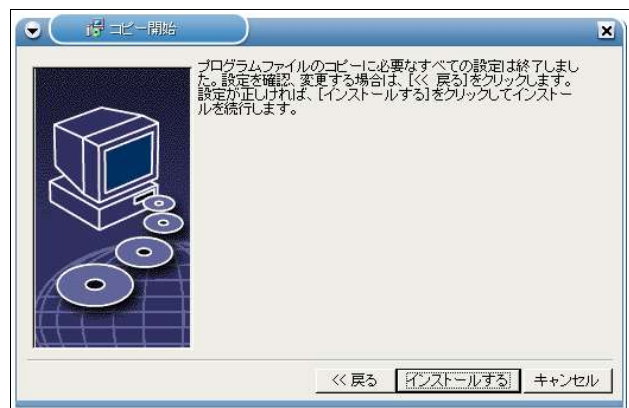 コピー開始
プログラムファイルのコピーに必要なすべての設定は終了しまし
た。設定を確認、変更する場合は、[<< 戻る]をクリックします。
設定が正しければ、[インストールする]をクリックしてインストー
ルを続行します。
<< 戻る
インストールする
キャンセル